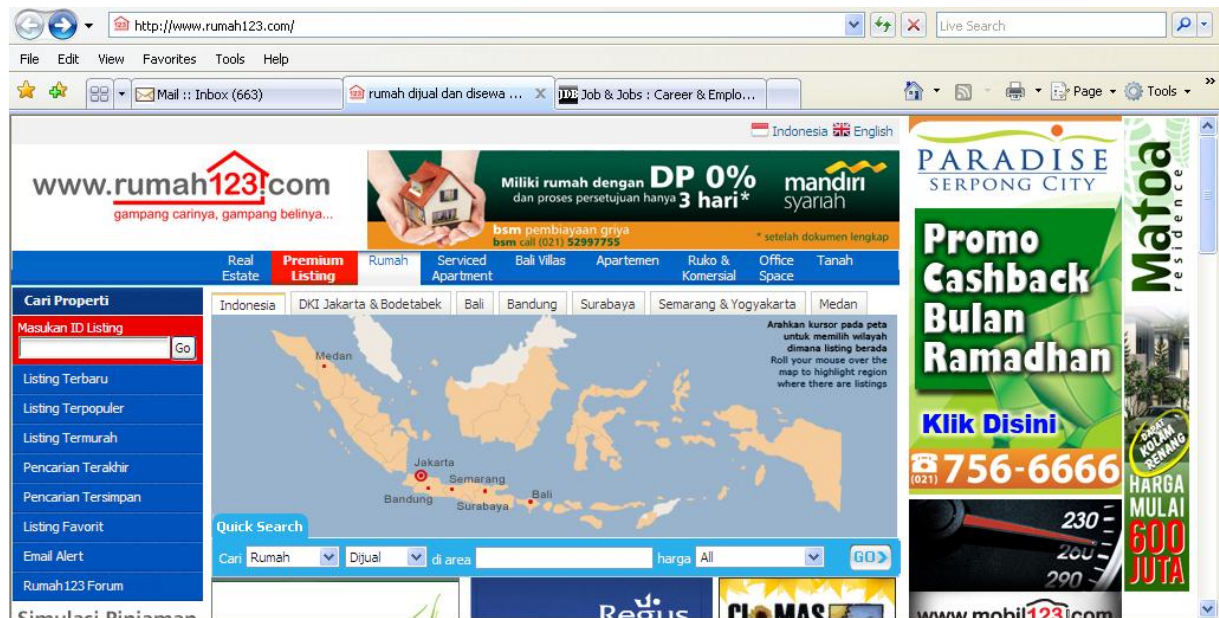 http://www.rumah123.com/
Live Search
File Edit View Favorites Tools Help
Mail :: Inbox (663)
rumah dijual dan disewa ...
Job & Jobs : Career & Emplo...
Page
Tools
Indonesia English
www.rumah123.com
gampang carinya, gampang belinya...
Miliki rumah dengan DP 0%
dan proses persetujuan hanya 3 hari*
mandiri
syariah
bsm pembiayaan griya
bsm call (021) 52997755
* setelah dokumen lengkap
Real Estate
Premium Listing
Rumah
Serviced Apartment
Bali Villas
Apartemen
Ruko & Komersial
Office Space
Tanah
Cari Properti
Masukan ID Listing
Go
Listing Terbaru
Listing Terpopuler
Listing Termurah
Pencarian Terakhir
Pencarian Tersimpan
Listing Favorit
Email Alert
Rumah123 Forum
Simulasi Pinjaman
Indonesia DKI Jakarta & Bodetabek Bali Bandung Surabaya Semarang & Yogyakarta Medan
Arahkan kursor pada peta
untuk memilih wilayah
dimana listing berada
Roll your mouse over the
map to highlight region
where there are listings
Medan
Jakarta
Semarang
Bandung
Surabaya
Bali
Quick Search
Cari Rumah Dijual di area harga All GO
Regus
PARADISE
SERPONG CITY
Promo
Cashback
Bulan
Ramadhan
Klik Disini
(021) 756-6666
230
260
290
www.mobil123.com
Matoa
residence
DAPAT
KOLAM
RENANG
HARGA
MULAI
600
JUTA